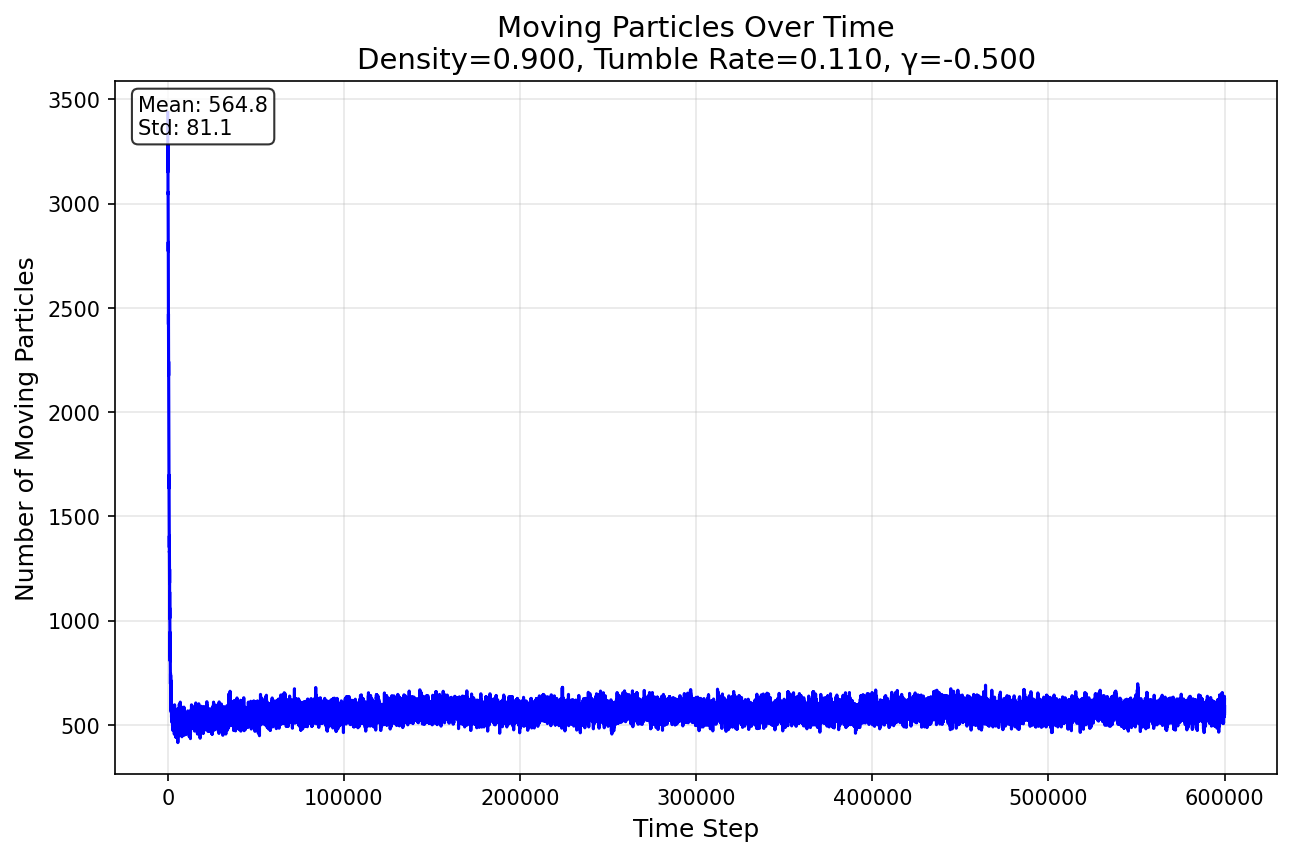 Moving Particles Over Time
Density=0.900, Tumble Rate=0.110, γ=-0.500
Mean: 564.8
Std: 81.1
Number of Moving Particles
3500
3000
2500
2000
1500
1000
500
0 100000 200000 300000 400000 500000 600000
Time Step